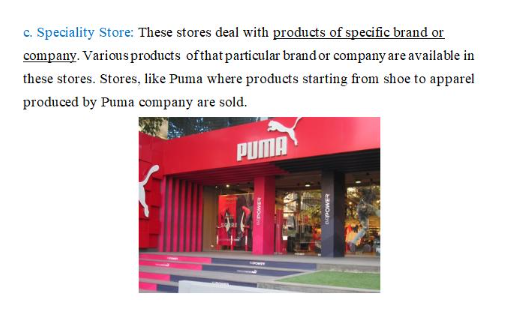 c. Speciality Store: These stores deal with products of specific brand or
company. Various products of that particular brand or company are available in
these stores. Stores, like Puma where products starting from shoe to apparel
produced by Puma company are sold.
PUMA